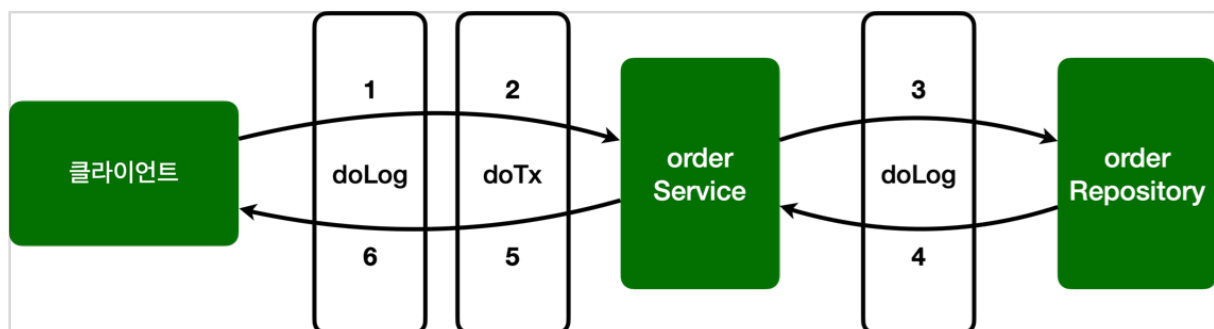 1
2
3
클라이언트
doLog
doTx
order
Service
doLog
order
Repository
6
5
4